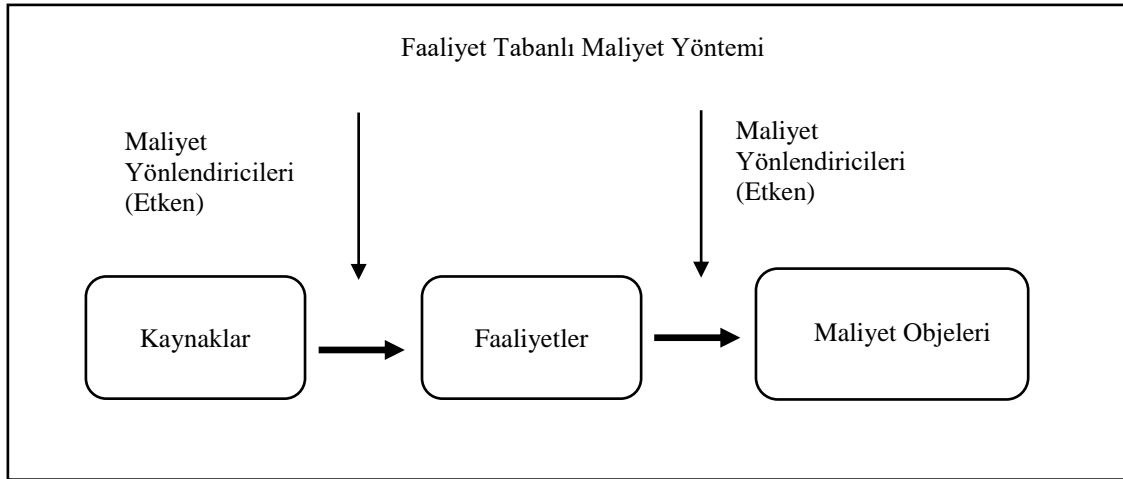 Faaliyet Tabanlı Maliyet Yöntemi
Maliyet
Yönlendiricileri
(Etken)
Maliyet
Yönlendiricileri
(Etken)
Kaynaklar
Faaliyetler
Maliyet Objeleri